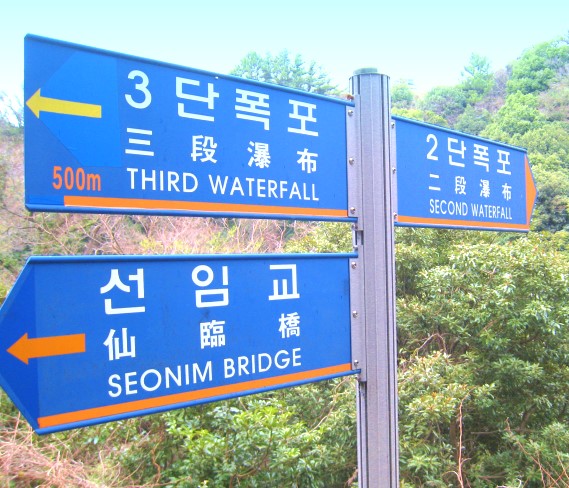 3단폭포
三段瀑布
500m
THIRD WATERFALL
2단폭포
二段瀑布
SECOND WATERFALL
선임교
仙臨橋
SEONIM BRIDGE